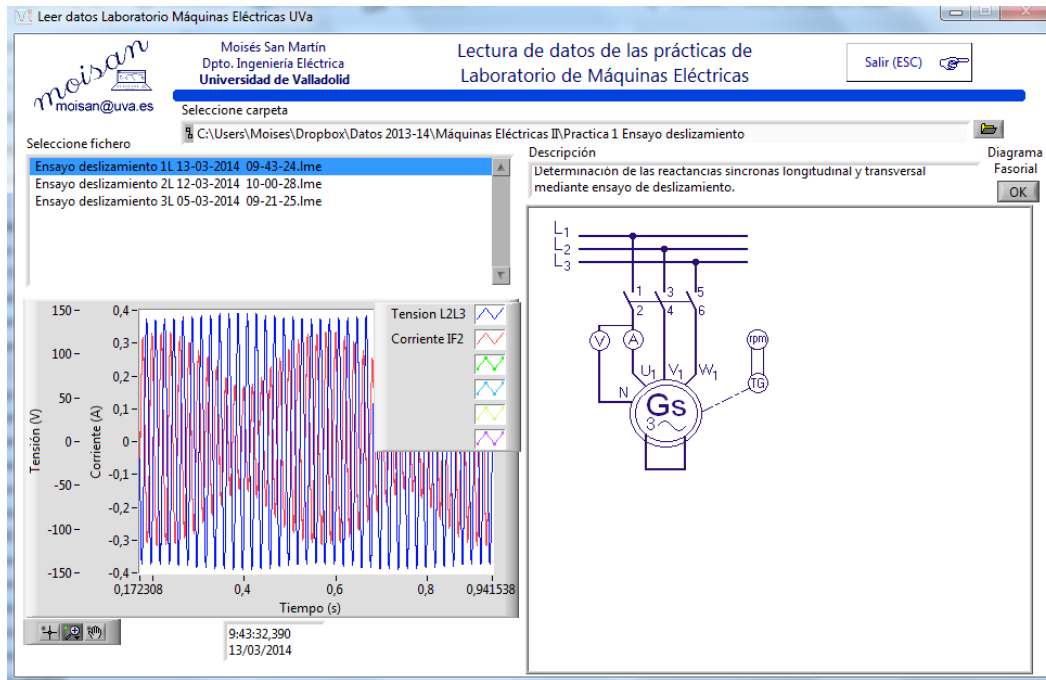 Leer datos Laboratorio Máquinas Eléctricas UVa
moisan
moisan@uva.es
Moisés San Martín
Dpto. Ingeniería Eléctrica
Universidad de Valladolid
Lectura de datos de las prácticas de
Laboratorio de Máquinas Eléctricas
Salir (ESC)
Seleccione carpeta
C:\Users\Moises\Dropbox\Datos 2013-14\Máquinas Eléctricas II\Practica 1 Ensayo deslizamiento
Seleccione fichero
Ensayo deslizamiento 1L 13-03-2014 09-43-24.lme
Ensayo deslizamiento 2L 12-03-2014 10-00-28.lme
Ensayo deslizamiento 3L 05-03-2014 09-21-25.lme
Descripción
Determinación de las reactancias síncronas longitudinal y transversal
mediante ensayo de deslizamiento.
Diagrama
Fasorial
OK
Tensión (V)
150
100
50
0
-50
-100
-150
Corriente (A)
0,4
0,3
0,2
0,1
0
-0,1
-0,2
-0,3
-0,4
Tension L2L3
Corriente IF2
0,172308
0,4
0,6
0,8
0,941538
Tiempo (s)
9:43:32,390
13/03/2014
L1
L2
L3
1 3 5
2 4 6
V A rpm
U1 V1 W1 TG
N
Gs
3